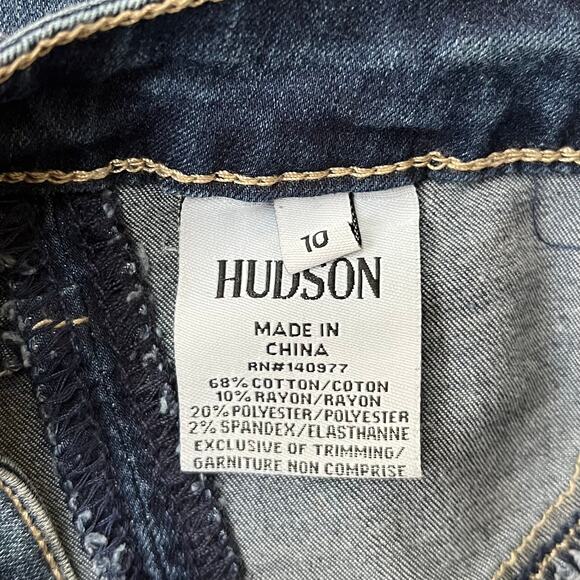 10
HUDSON
MADE IN
CHINA
RN#140977
68% COTTON/COTON
10% RAYON/RAYON
20% POLYESTER/POLYESTER
2% SPANDEX/ELASTHANNE
EXCLUSIVE OF TRIMMING/
GARNITURE NON COMPRISE